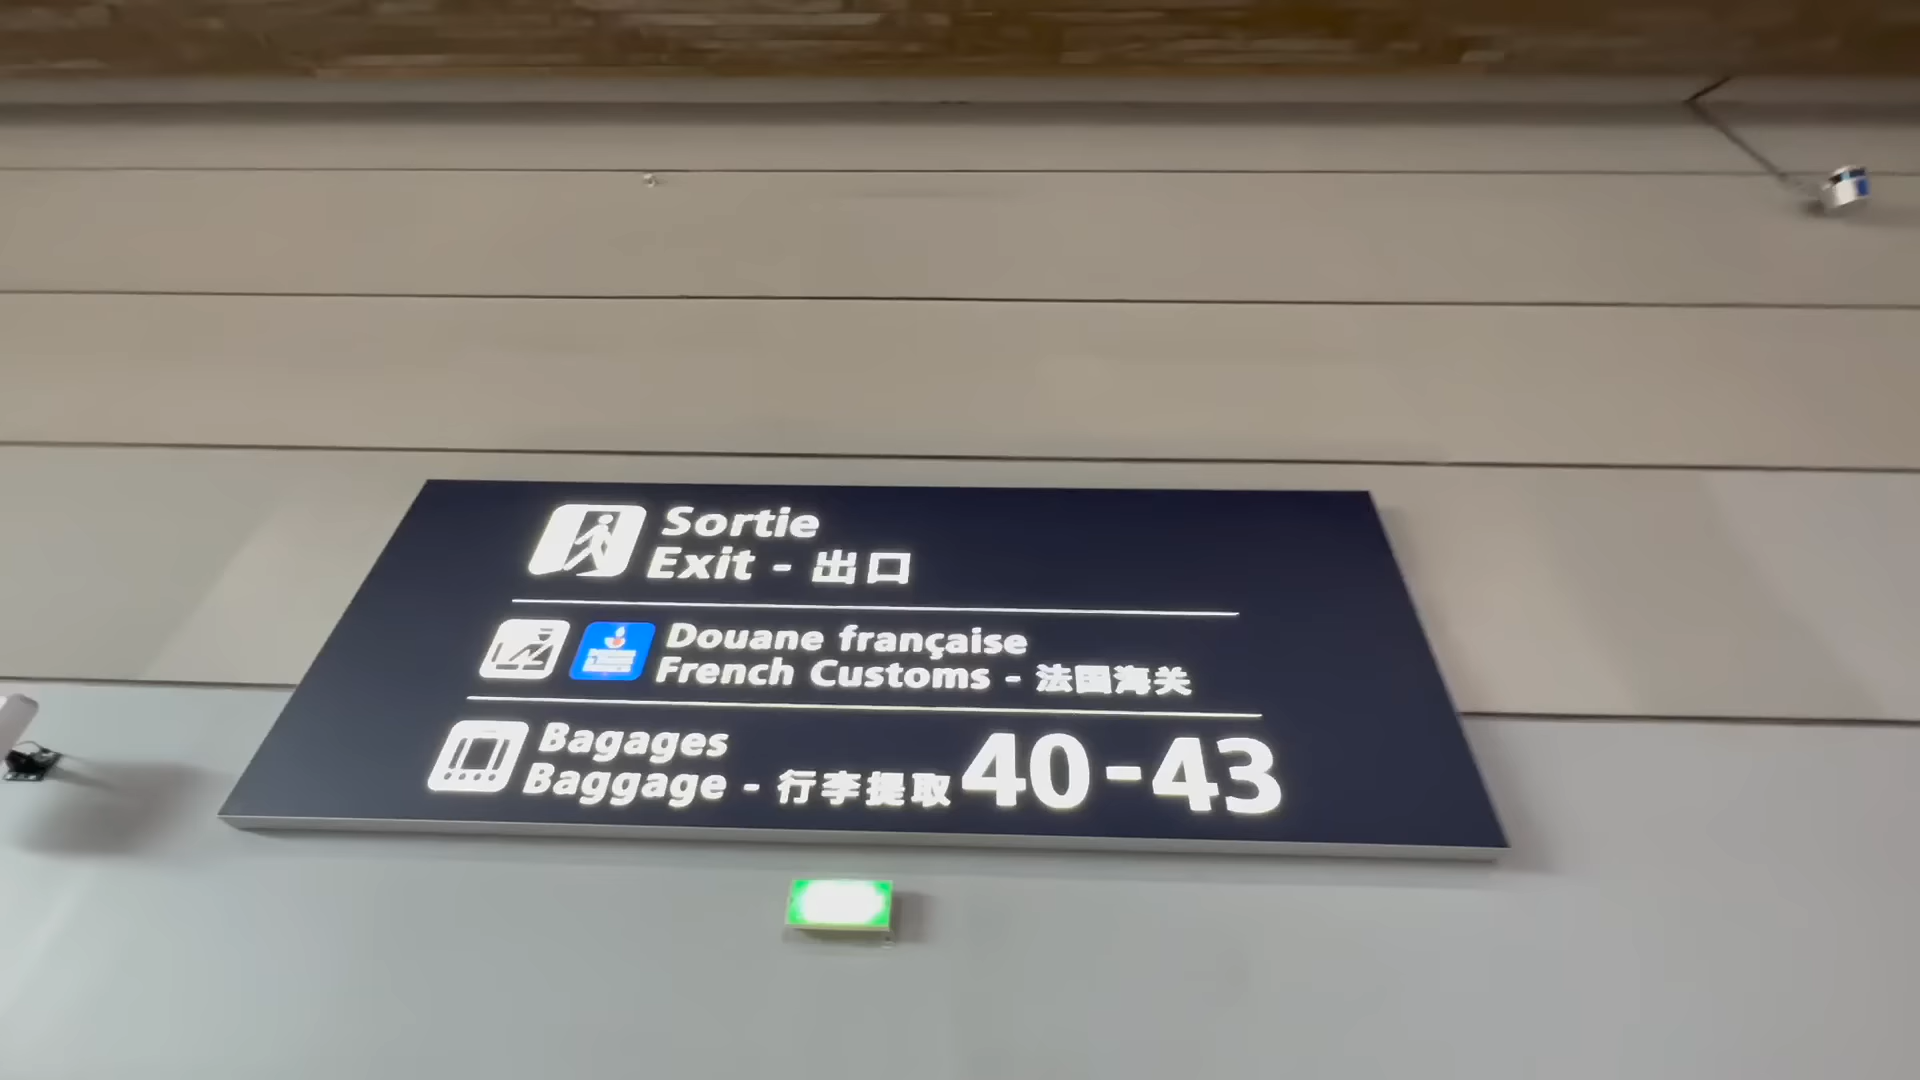 Sortie
Exit - 出口
Douane française
French Customs - 法国海关
Bagages
Baggage - 行李提取 40-43